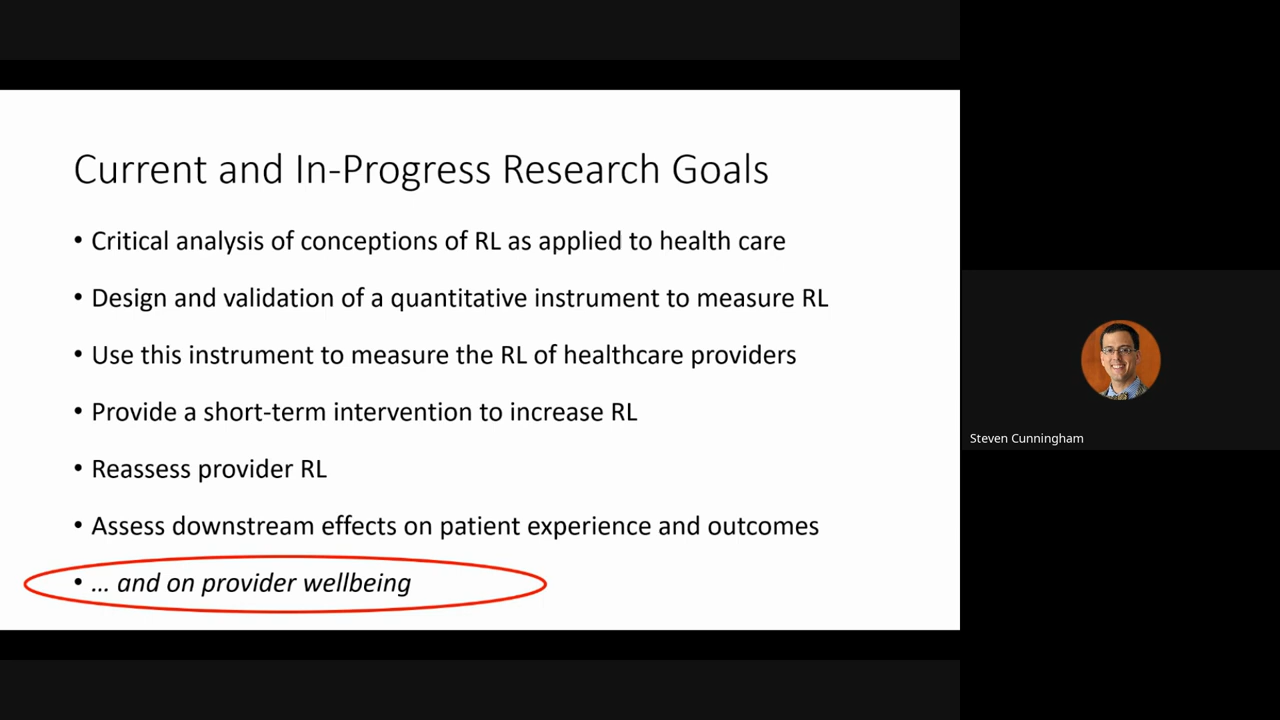 Current and In-Progress Research Goals
• Critical analysis of conceptions of RL as applied to health care
• Design and validation of a quantitative instrument to measure RL
• Use this instrument to measure the RL of healthcare providers
• Provide a short-term intervention to increase RL
• Reassess provider RL
• Assess downstream effects on patient experience and outcomes
• … and on provider wellbeing
Steven Cunningham